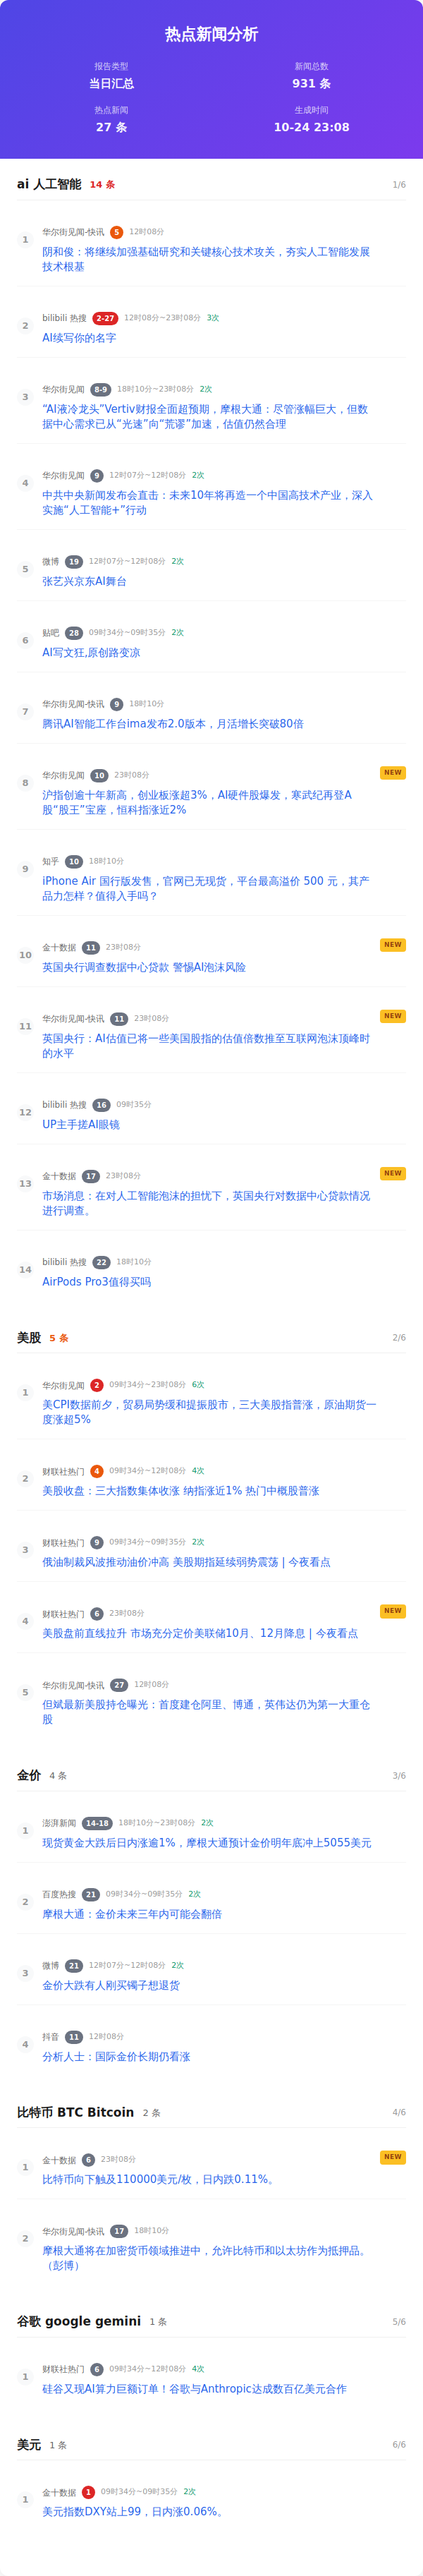 热点新闻分析
报告类型
新闻总数
当日汇总
931 条
热点新闻
生成时间
27 条
10-24 23:08
ai 人工智能 14 条 1/6
1
华尔街见闻-快讯 5 12时08分
阴和俊：将继续加强基础研究和关键核心技术攻关，夯实人工智能发展
技术根基
2
bilibili 热搜 2-27 12时08分~23时08分 3次
AI续写你的名字
3
华尔街见闻 8-9 18时10分~23时08分 2次
“AI液冷龙头”Vertiv财报全面超预期，摩根大通：尽管涨幅巨大，但数
据中心需求已从“光速”向“荒谬”加速，估值仍然合理
4
华尔街见闻 9 12时07分~12时08分 2次
中共中央新闻发布会直击：未来10年将再造一个中国高技术产业，深入
实施“人工智能+”行动
5
微博 19 12时07分~12时08分 2次
张艺兴京东AI舞台
6
贴吧 28 09时34分~09时35分 2次
AI写文狂,原创路变凉
7
华尔街见闻-快讯 9 18时10分
腾讯AI智能工作台ima发布2.0版本，月活增长突破80倍
8
华尔街见闻 10 23时08分 NEW
沪指创逾十年新高，创业板涨超3%，AI硬件股爆发，寒武纪再登A
股“股王”宝座，恒科指涨近2%
9
知乎 10 18时10分
iPhone Air 国行版发售，官网已无现货，平台最高溢价 500 元，其产
品力怎样？值得入手吗？
10
金十数据 11 23时08分 NEW
英国央行调查数据中心贷款 警惕AI泡沫风险
11
华尔街见闻-快讯 11 23时08分 NEW
英国央行：AI估值已将一些美国股指的估值倍数推至互联网泡沫顶峰时
的水平
12
bilibili 热搜 16 09时35分
UP主手搓AI眼镜
13
金十数据 17 23时08分 NEW
市场消息：在对人工智能泡沫的担忧下，英国央行对数据中心贷款情况
进行调查。
14
bilibili 热搜 22 18时10分
AirPods Pro3值得买吗
美股 5 条 2/6
1
华尔街见闻 2 09时34分~23时08分 6次
美CPI数据前夕，贸易局势缓和提振股市，三大美股指普涨，原油期货一
度涨超5%
2
财联社热门 4 09时34分~12时08分 4次
美股收盘：三大指数集体收涨 纳指涨近1% 热门中概股普涨
3
财联社热门 9 09时34分~09时35分 2次
俄油制裁风波推动油价冲高 美股期指延续弱势震荡 | 今夜看点
4
财联社热门 6 23时08分 NEW
美股盘前直线拉升 市场充分定价美联储10月、12月降息 | 今夜看点
5
华尔街见闻-快讯 27 12时08分
但斌最新美股持仓曝光：首度建仓阿里、博通，英伟达仍为第一大重仓
股
金价 4 条 3/6
1
澎湃新闻 14-18 18时10分~23时08分 2次
现货黄金大跌后日内涨逾1%，摩根大通预计金价明年底冲上5055美元
2
百度热搜 21 09时34分~09时35分 2次
摩根大通：金价未来三年内可能会翻倍
3
微博 21 12时07分~12时08分 2次
金价大跌有人刚买镯子想退货
4
抖音 11 12时08分
分析人士：国际金价长期仍看涨
比特币 BTC Bitcoin 2 条 4/6
1
金十数据 6 23时08分 NEW
比特币向下触及110000美元/枚，日内跌0.11%。
2
华尔街见闻-快讯 17 18时10分
摩根大通将在加密货币领域推进中，允许比特币和以太坊作为抵押品。
（彭博）
谷歌 google gemini 1 条 5/6
1
财联社热门 6 09时34分~12时08分 4次
硅谷又现AI算力巨额订单！谷歌与Anthropic达成数百亿美元合作
美元 1 条 6/6
1
金十数据 1 09时34分~09时35分 2次
美元指数DXY站上99，日内涨0.06%。